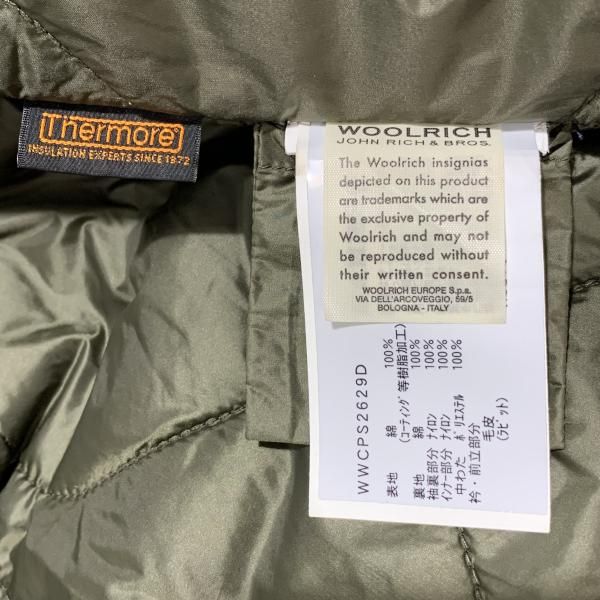 Thermore®
INSULATION EXPERTS SINCE 1972
WOOLRICH
JOHN RICH & BROS.
The Woolrich insignias
depicted on this product
are trademarks which are
the exclusive property of
Woolrich and may not
be reproduced without
their written consent.
WOOLRICH EUROPE S.p.a.
VIA DELL'ARCOVEGGIO, 59/5
BOLOGNA - ITALY
WWCPS2629D
表地 綿 100%
(コーティング等樹脂加工)
裏地 綿 100%
袖裏部分 ナイロン 100%
インナー部分 ナイロン 100%
中わた ポリエステル 100%
衿・前立部分 毛皮
(ラビット)